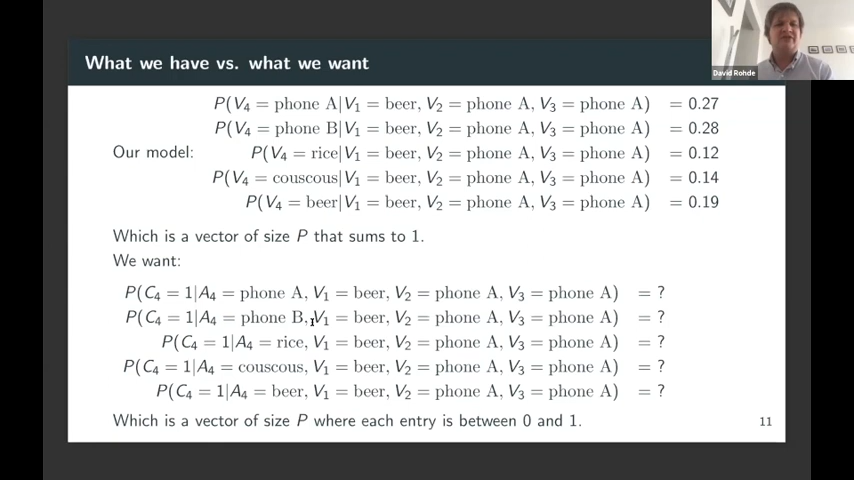 What we have vs. what we want
David Rohde
P(V₄ = phone A|V₁ = beer, V₂ = phone A, V₃ = phone A) = 0.27
P(V₄ = phone B|V₁ = beer, V₂ = phone A, V₃ = phone A) = 0.28
Our model: P(V₄ = rice|V₁ = beer, V₂ = phone A, V₃ = phone A) = 0.12
P(V₄ = couscous|V₁ = beer, V₂ = phone A, V₃ = phone A) = 0.14
P(V₄ = beer|V₁ = beer, V₂ = phone A, V₃ = phone A) = 0.19
Which is a vector of size P that sums to 1.
We want:
P(C₄ = 1|A₄ = phone A, V₁ = beer, V₂ = phone A, V₃ = phone A) = ?
P(C₄ = 1|A₄ = phone B, V₁ = beer, V₂ = phone A, V₃ = phone A) = ?
P(C₄ = 1|A₄ = rice, V₁ = beer, V₂ = phone A, V₃ = phone A) = ?
P(C₄ = 1|A₄ = couscous, V₁ = beer, V₂ = phone A, V₃ = phone A) = ?
P(C₄ = 1|A₄ = beer, V₁ = beer, V₂ = phone A, V₃ = phone A) = ?
Which is a vector of size P where each entry is between 0 and 1.
11